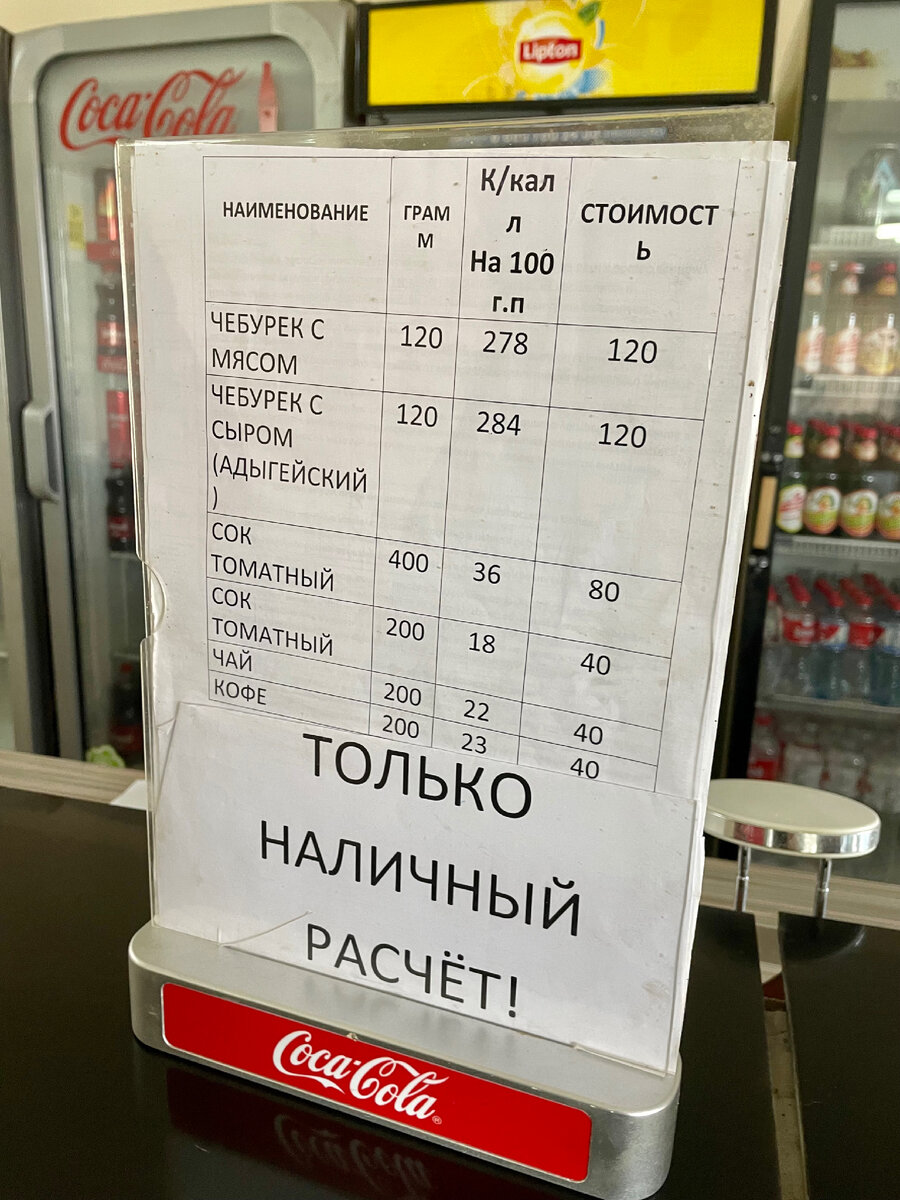 Coca-Cola
Lipton
НАИМЕНОВАНИЕ ГРАМ К/кал СТОИМОСТ
М л Ь
На 100
г.п
ЧЕБУРЕК С 120 278 120
МЯСОМ
ЧЕБУРЕК С 120 284 120
СЫРОМ
(АДЫГЕЙСКИЙ
)
СОК 400 36 80
ТОМАТНЫЙ
СОК 200 18 40
ТОМАТНЫЙ
ЧАЙ 200 22 40
КОФЕ 200 23 40
ТОЛЬКО
НАЛИЧНЫЙ
РАСЧЁТ!
Coca-Cola